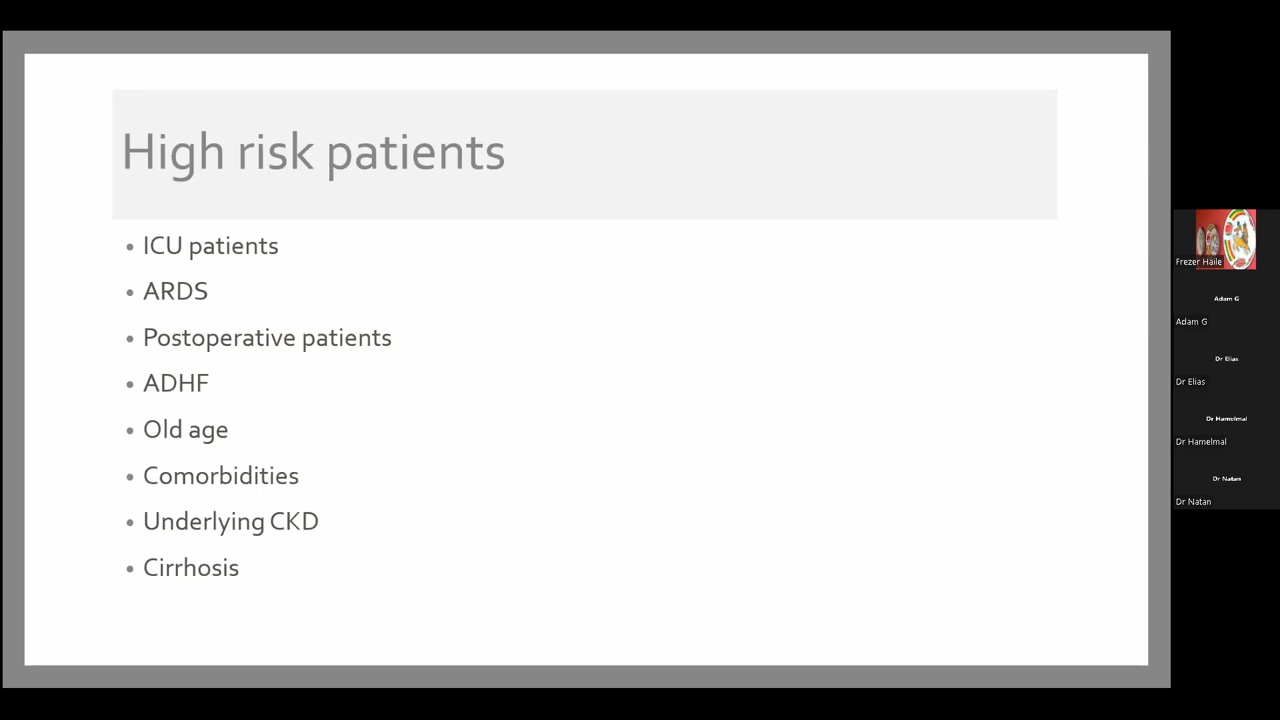 High risk patients
• ICU patients
• ARDS
• Postoperative patients
• ADHF
• Old age
• Comorbidities
• Underlying CKD
• Cirrhosis
Frezer Haile
Adam G
Adam G
Dr Elias
Dr Elias
Dr Hamelmal
Dr Hamelmal
Dr Natan
Dr Natan